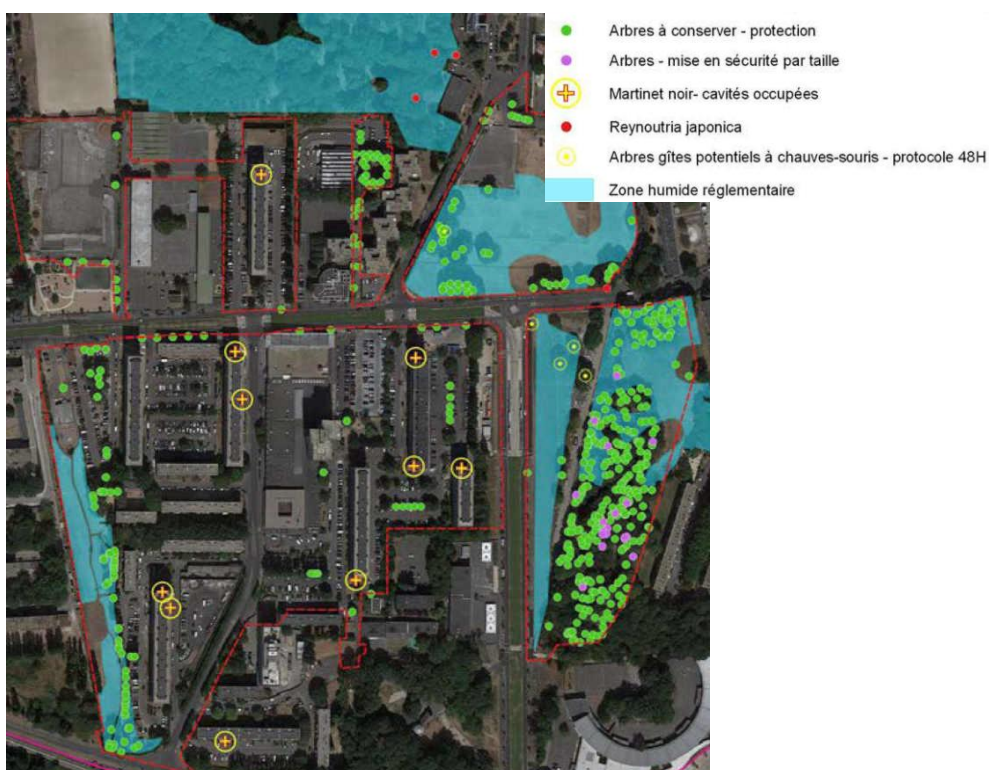 Arbres à conserver - protection
Arbres - mise en sécurité par taille
Martinet noir- cavités occupées
Reynoutria japonica
Arbres gîtes potentiels à chauves-souris - protocole 48H
Zone humide réglementaire